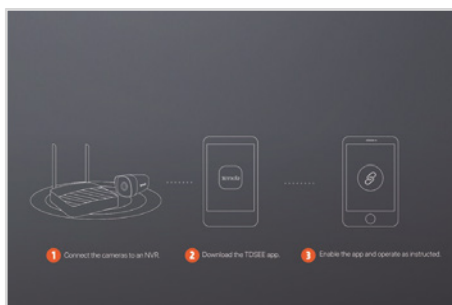 1 Connect the cameras to an NVR.
2 Download the TDSEE app.
3 Enable the app and operate as instructed.